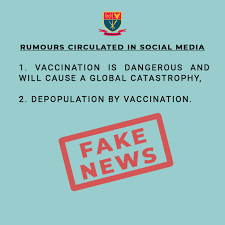 RUMOURS CIRCULATED IN SOCIAL MEDIA
1. VACCINATION IS DANGEROUS AND
WILL CAUSE A GLOBAL CATASTROPHY,
2. DEPOPULATION BY VACCINATION.
FAKE
NEWS